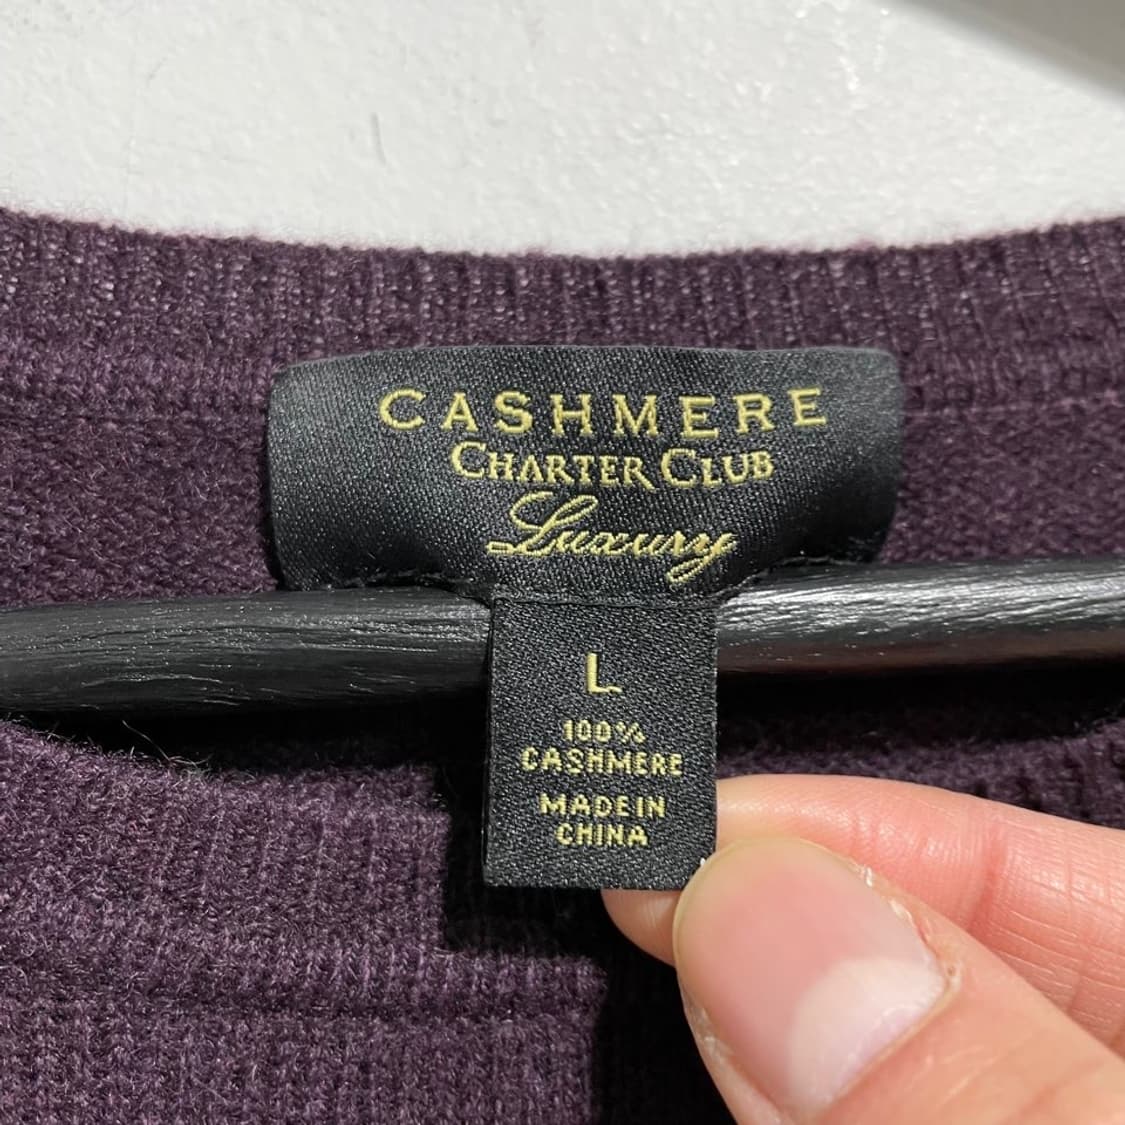 CASHMERE
CHARTER CLUB
Luxury
L
100%
CASHMERE
MADE IN
CHINA